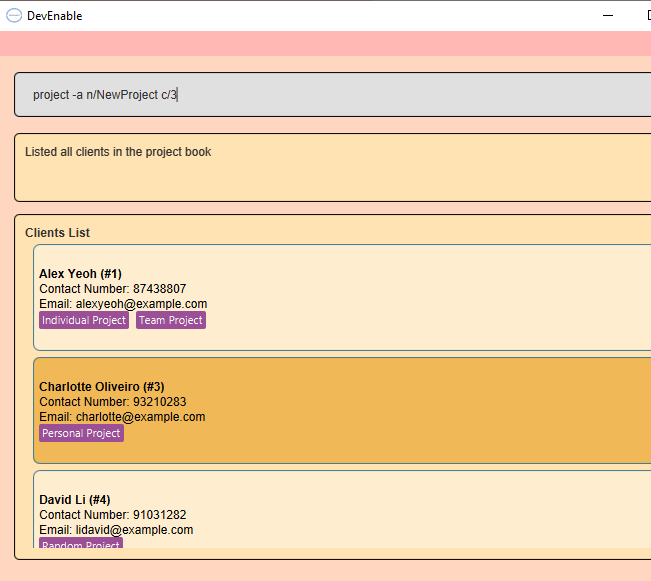 DevEnable
project -a n/NewProject c/3
Listed all clients in the project book
Clients List
Alex Yeoh (#1)
Contact Number: 87438807
Email: alexyeoh@example.com
Individual Project Team Project
Charlotte Oliveiro (#3)
Contact Number: 93210283
Email: charlotte@example.com
Personal Project
David Li (#4)
Contact Number: 91031282
Email: lidavid@example.com
Random Project